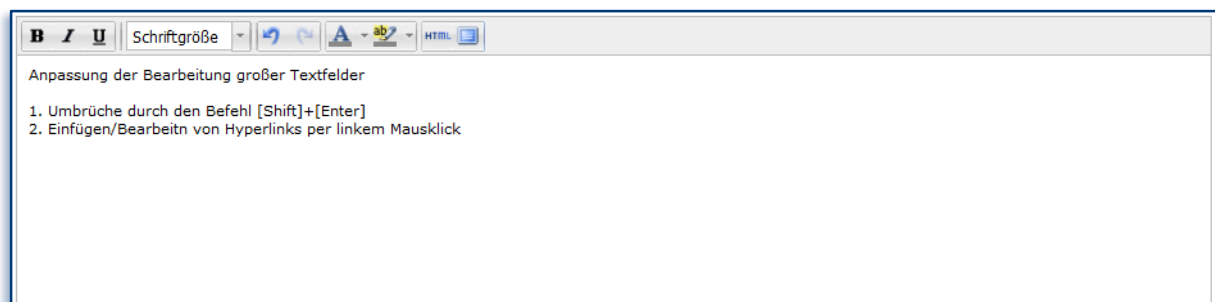 B I U Schriftgröße A ab HTML
Anpassung der Bearbeitung großer Textfelder
1. Umbrüche durch den Befehl [Shift]+[Enter]
2. Einfügen/Bearbeitn von Hyperlinks per linkem Mausklick